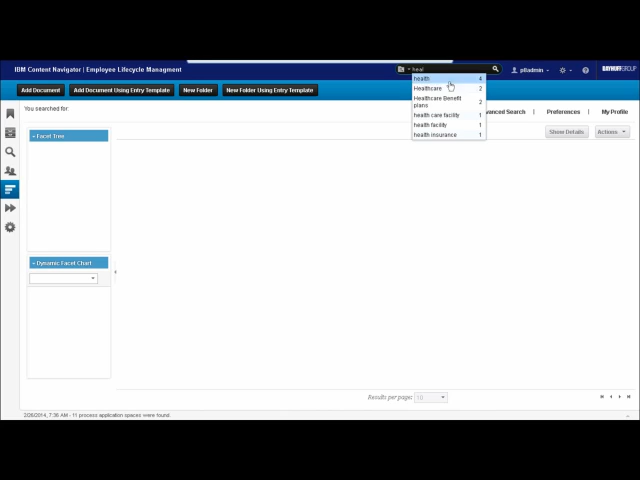 IBM Content Navigator | Employee Lifecycle Managment
heal
p8admin
RAYMUFFGROUP
Add Document
Add Document Using Entry Template
New Folder
New Folder Using Entry Template
health 4
Healthcare 2
Healthcare Benefit plans 2
health care facility 1
health facility 1
health insurance 1
You searched for:
vanced Search | Preferences | My Profile
Show Details
Actions
Facet Tree
Dynamic Facet Chart
Results per page: 10
2/26/2014, 7:36 AM - 11 process application spaces were found.